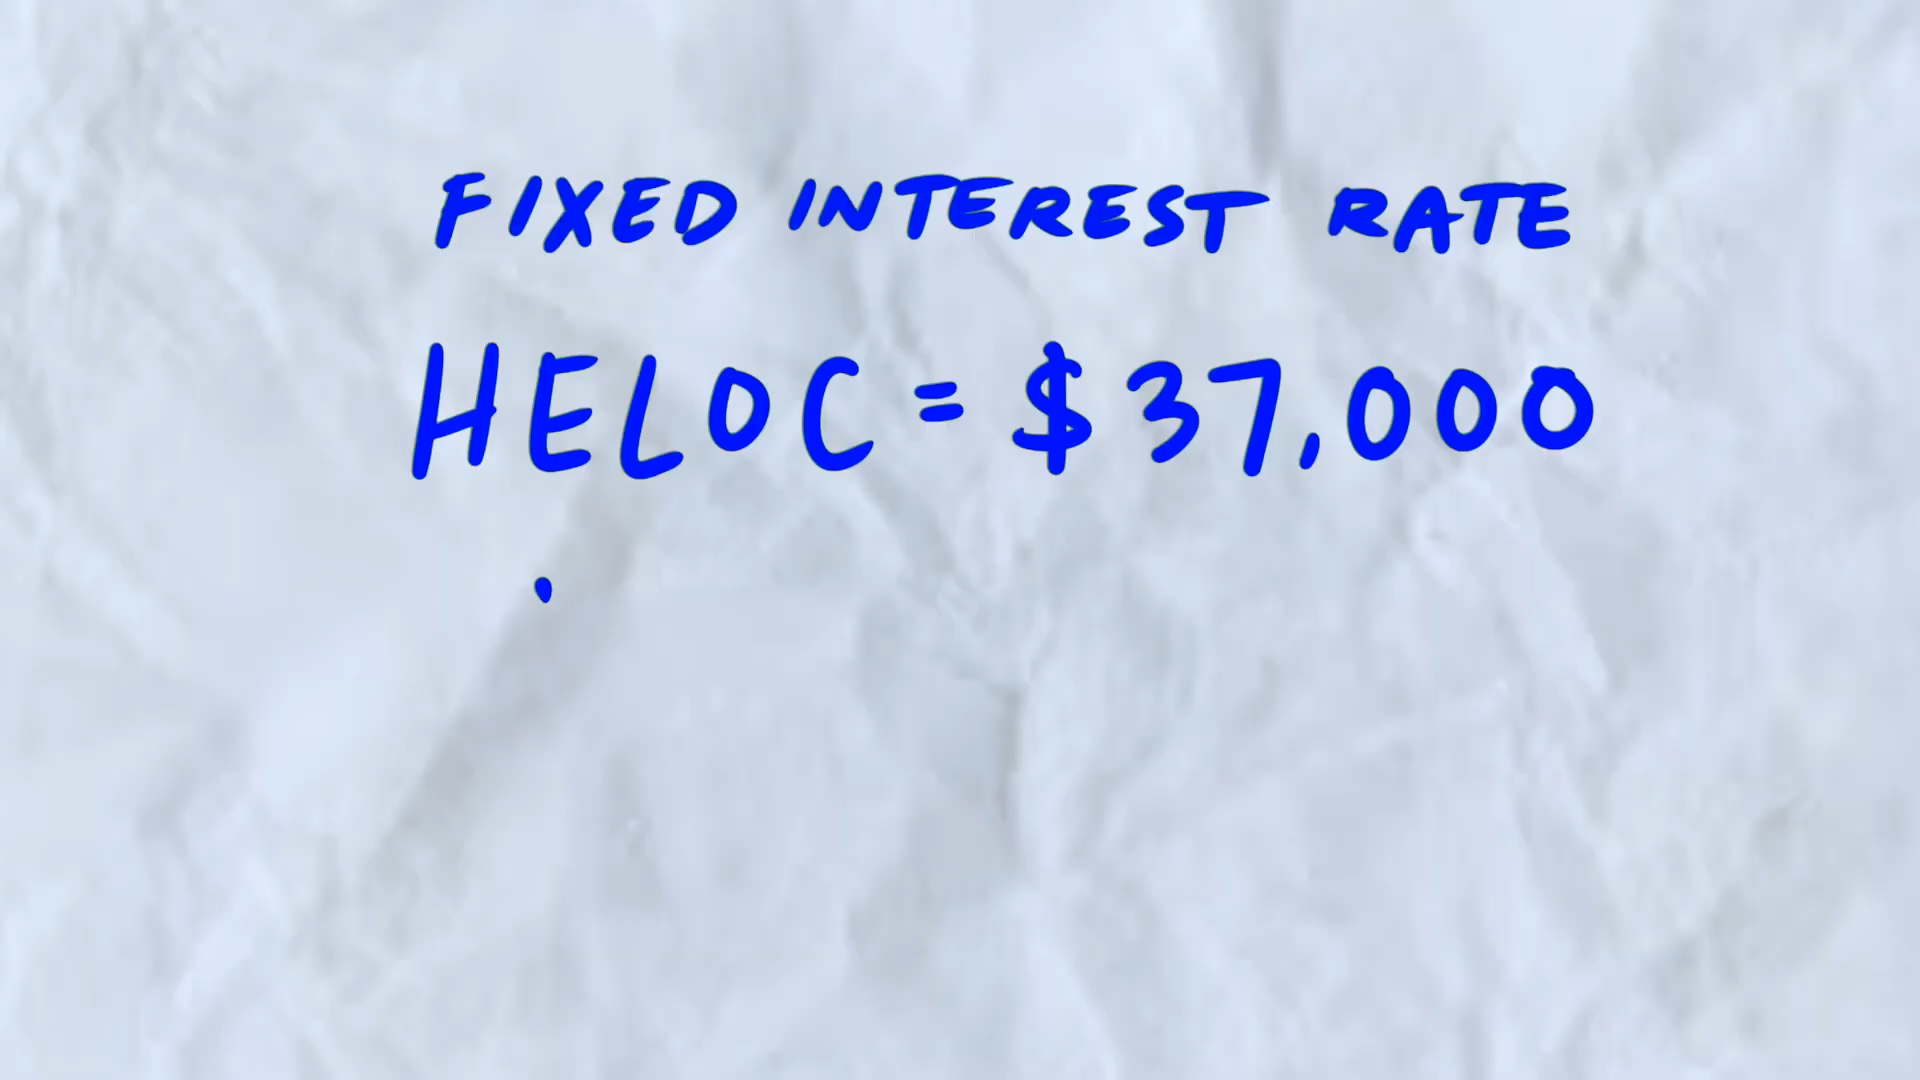 FIXED INTEREST RATE
HELOC = $37,000